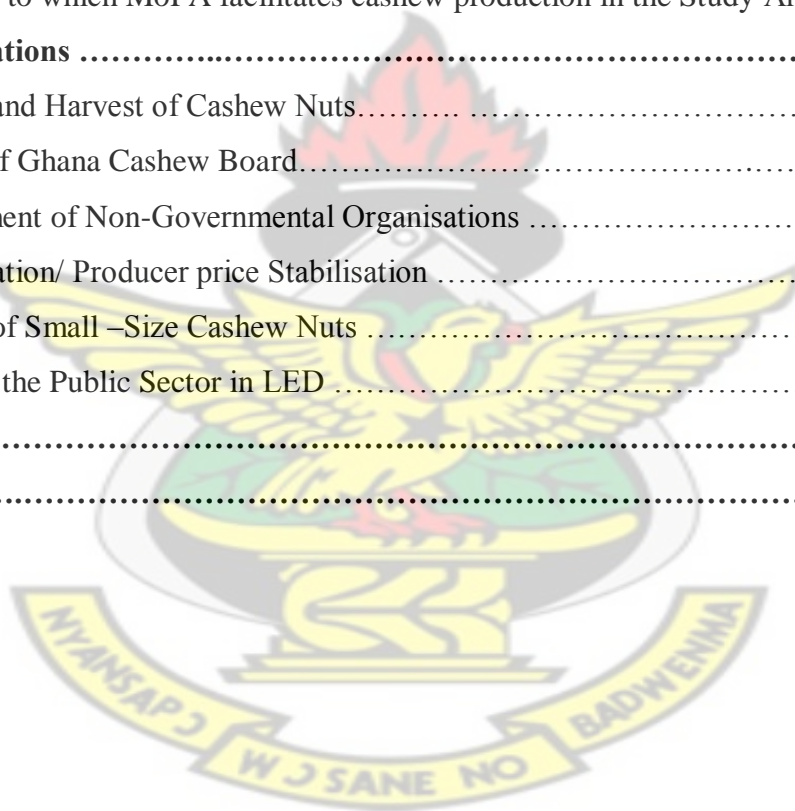 to which MoFA facilitates cashew production in the Study
ations …………..……………………………………………………
and Harvest of Cashew Nuts………. ………………………………
f Ghana Cashew Board……………………………………….…
ent of Non-Governmental Organisations ………………………
ation/ Producer price Stabilisation ………………………………
of Small –Size Cashew Nuts ……………………………………
the Public Sector in LED ………………………………………
NYANSAPƆ WƆSANE NO BADWENMA